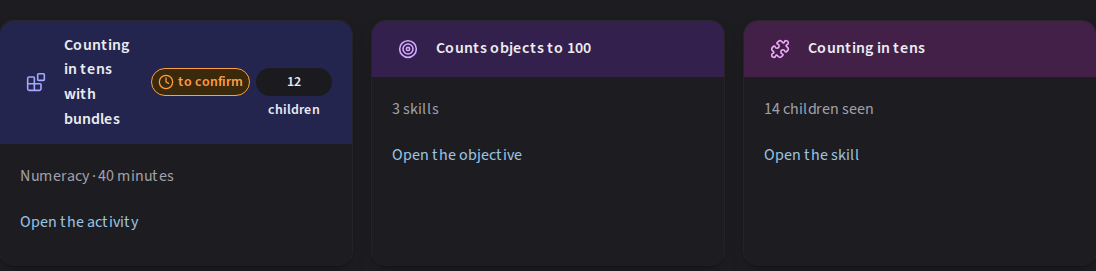 Counting
in tens
with
bundles
to confirm
12
children
Numeracy · 40 minutes
Open the activity
Counts objects to 100
3 skills
Open the objective
Counting in tens
14 children seen
Open the skill